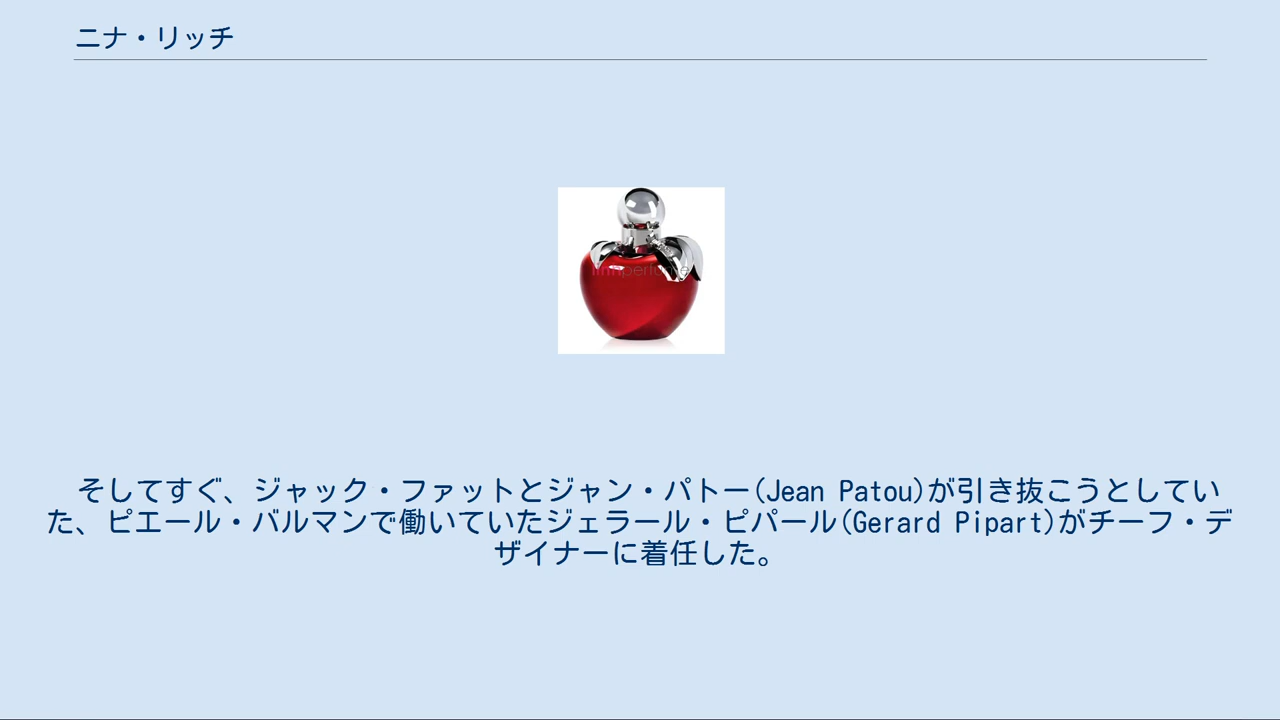 ニナ・リッチ
そしてすぐ、ジャック・ファットとジャン・パトー(Jean Patou)が引き抜こうとしてい
た、ピエール・バルマンで働いていたジェラール・ピパール(Gerard Pipart)がチーフ・デ
ザイナーに着任した。